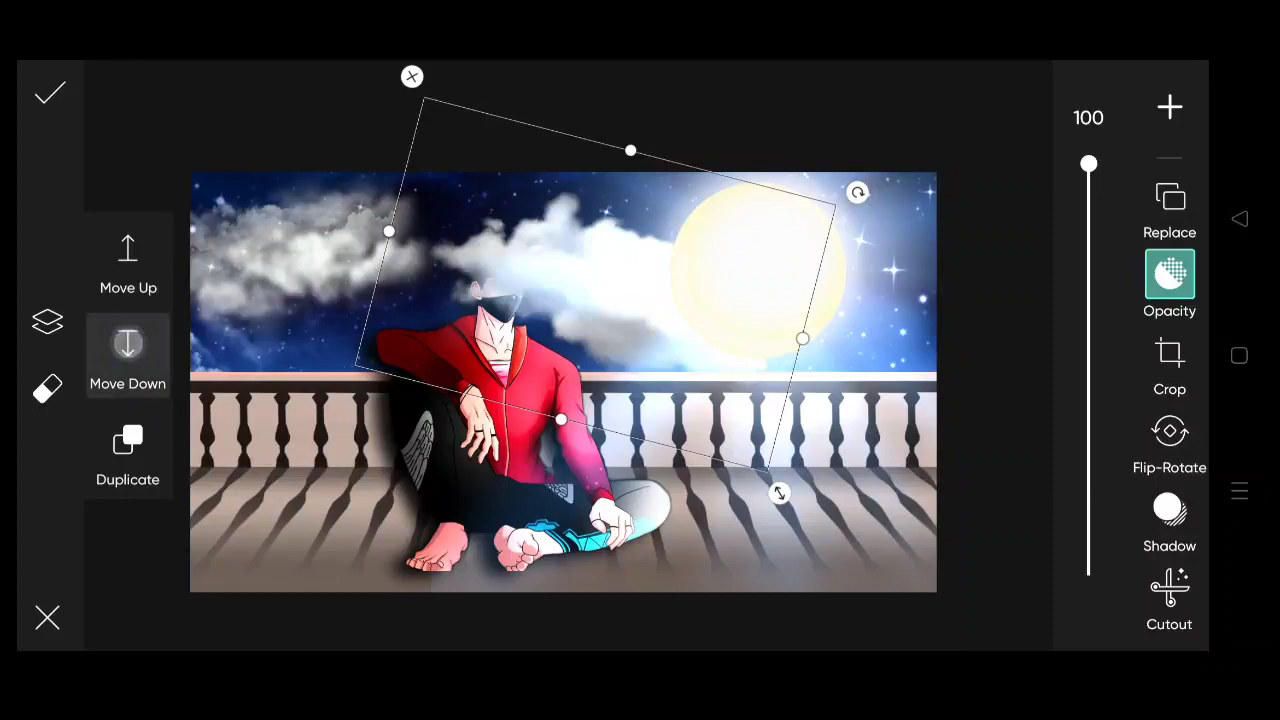 100
Replace
Opacity
Crop
Flip-Rotate
Shadow
Cutout
Move Up
Move Down
Duplicate